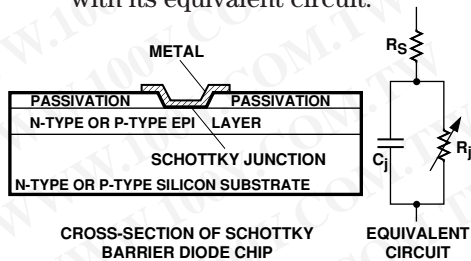 with its equivalent circuit.
METAL
RS
PASSIVATION PASSIVATION
N-TYPE OR P-TYPE EPI LAYER
Cj
Rj
SCHOTTKY JUNCTION
N-TYPE OR P-TYPE SILICON SUBSTRATE
CROSS-SECTION OF SCHOTTKY
BARRIER DIODE CHIP
EQUIVALENT
CIRCUIT